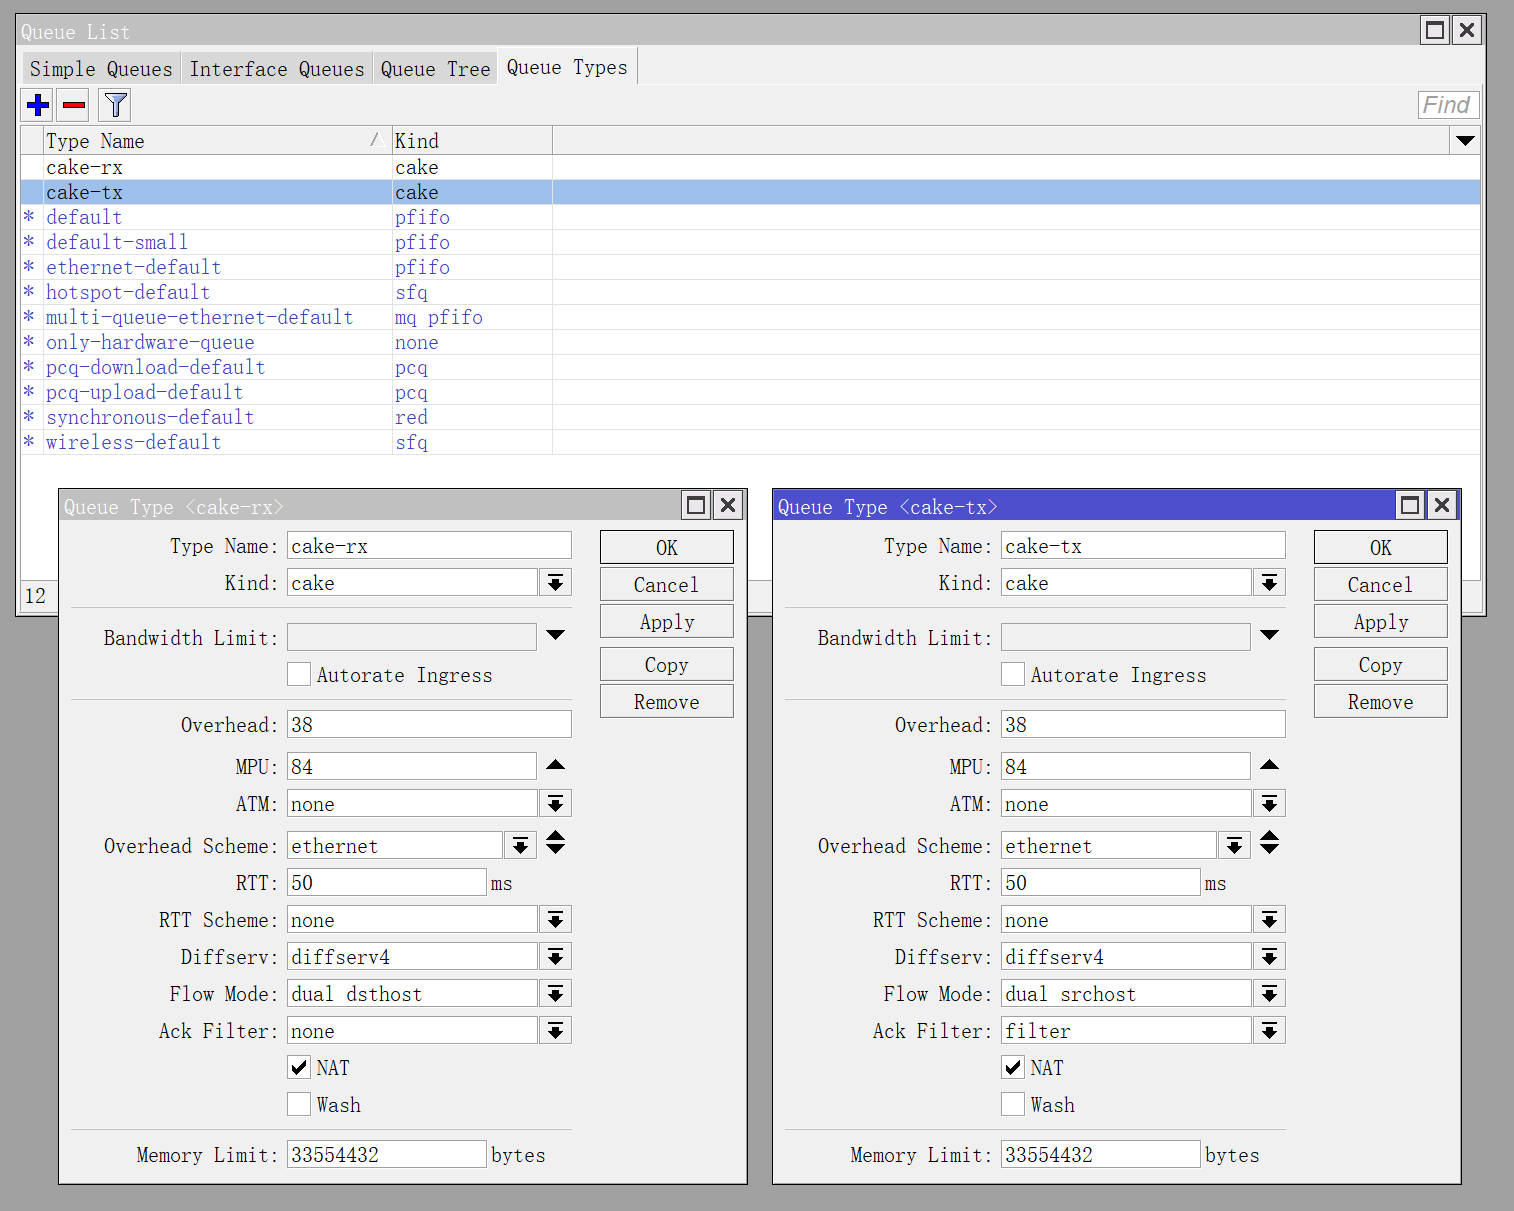 Queue List
Simple Queues Interface Queues Queue Tree Queue Types
Find
Type Name Kind
cake-rx cake
cake-tx cake
* default pfifo
* default-small pfifo
* ethernet-default pfifo
* hotspot-default sfq
* multi-queue-ethernet-default mq pfifo
* only-hardware-queue none
* pcq-download-default pcq
* pcq-upload-default pcq
* synchronous-default red
* wireless-default sfq
12
Queue Type <cake-rx>
Type Name: cake-rx
OK
Kind: cake
Cancel
Apply
Bandwidth Limit:
Copy
Autorate Ingress
Remove
Overhead: 38
MPU: 84
ATM: none
Overhead Scheme: ethernet
RTT: 50 ms
RTT Scheme: none
Diffserv: diffserv4
Flow Mode: dual dsthost
Ack Filter: none
NAT
Wash
Memory Limit: 33554432 bytes
Queue Type <cake-tx>
Type Name: cake-tx
OK
Kind: cake
Cancel
Apply
Bandwidth Limit:
Copy
Autorate Ingress
Remove
Overhead: 38
MPU: 84
ATM: none
Overhead Scheme: ethernet
RTT: 50 ms
RTT Scheme: none
Diffserv: diffserv4
Flow Mode: dual srchost
Ack Filter: filter
NAT
Wash
Memory Limit: 33554432 bytes